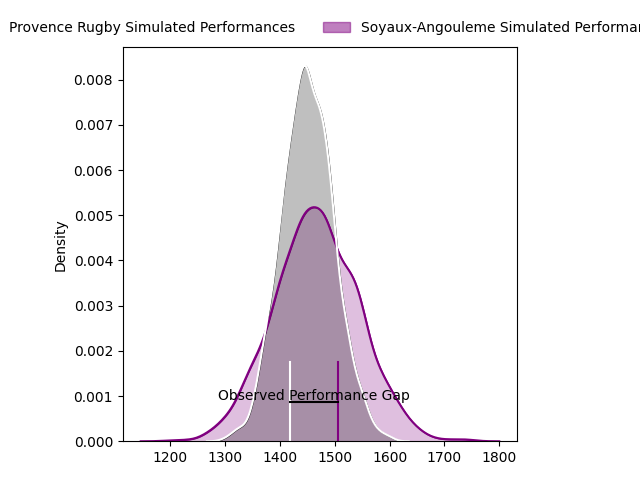 Provence Rugby Simulated Performances
Soyaux-Angouleme Simulated
Density
0.008
0.007
0.006
0.005
0.004
0.003
0.002
0.001
0.000
Observed Performance Gap
1200 1300 1400 1500 1600 1700 1800